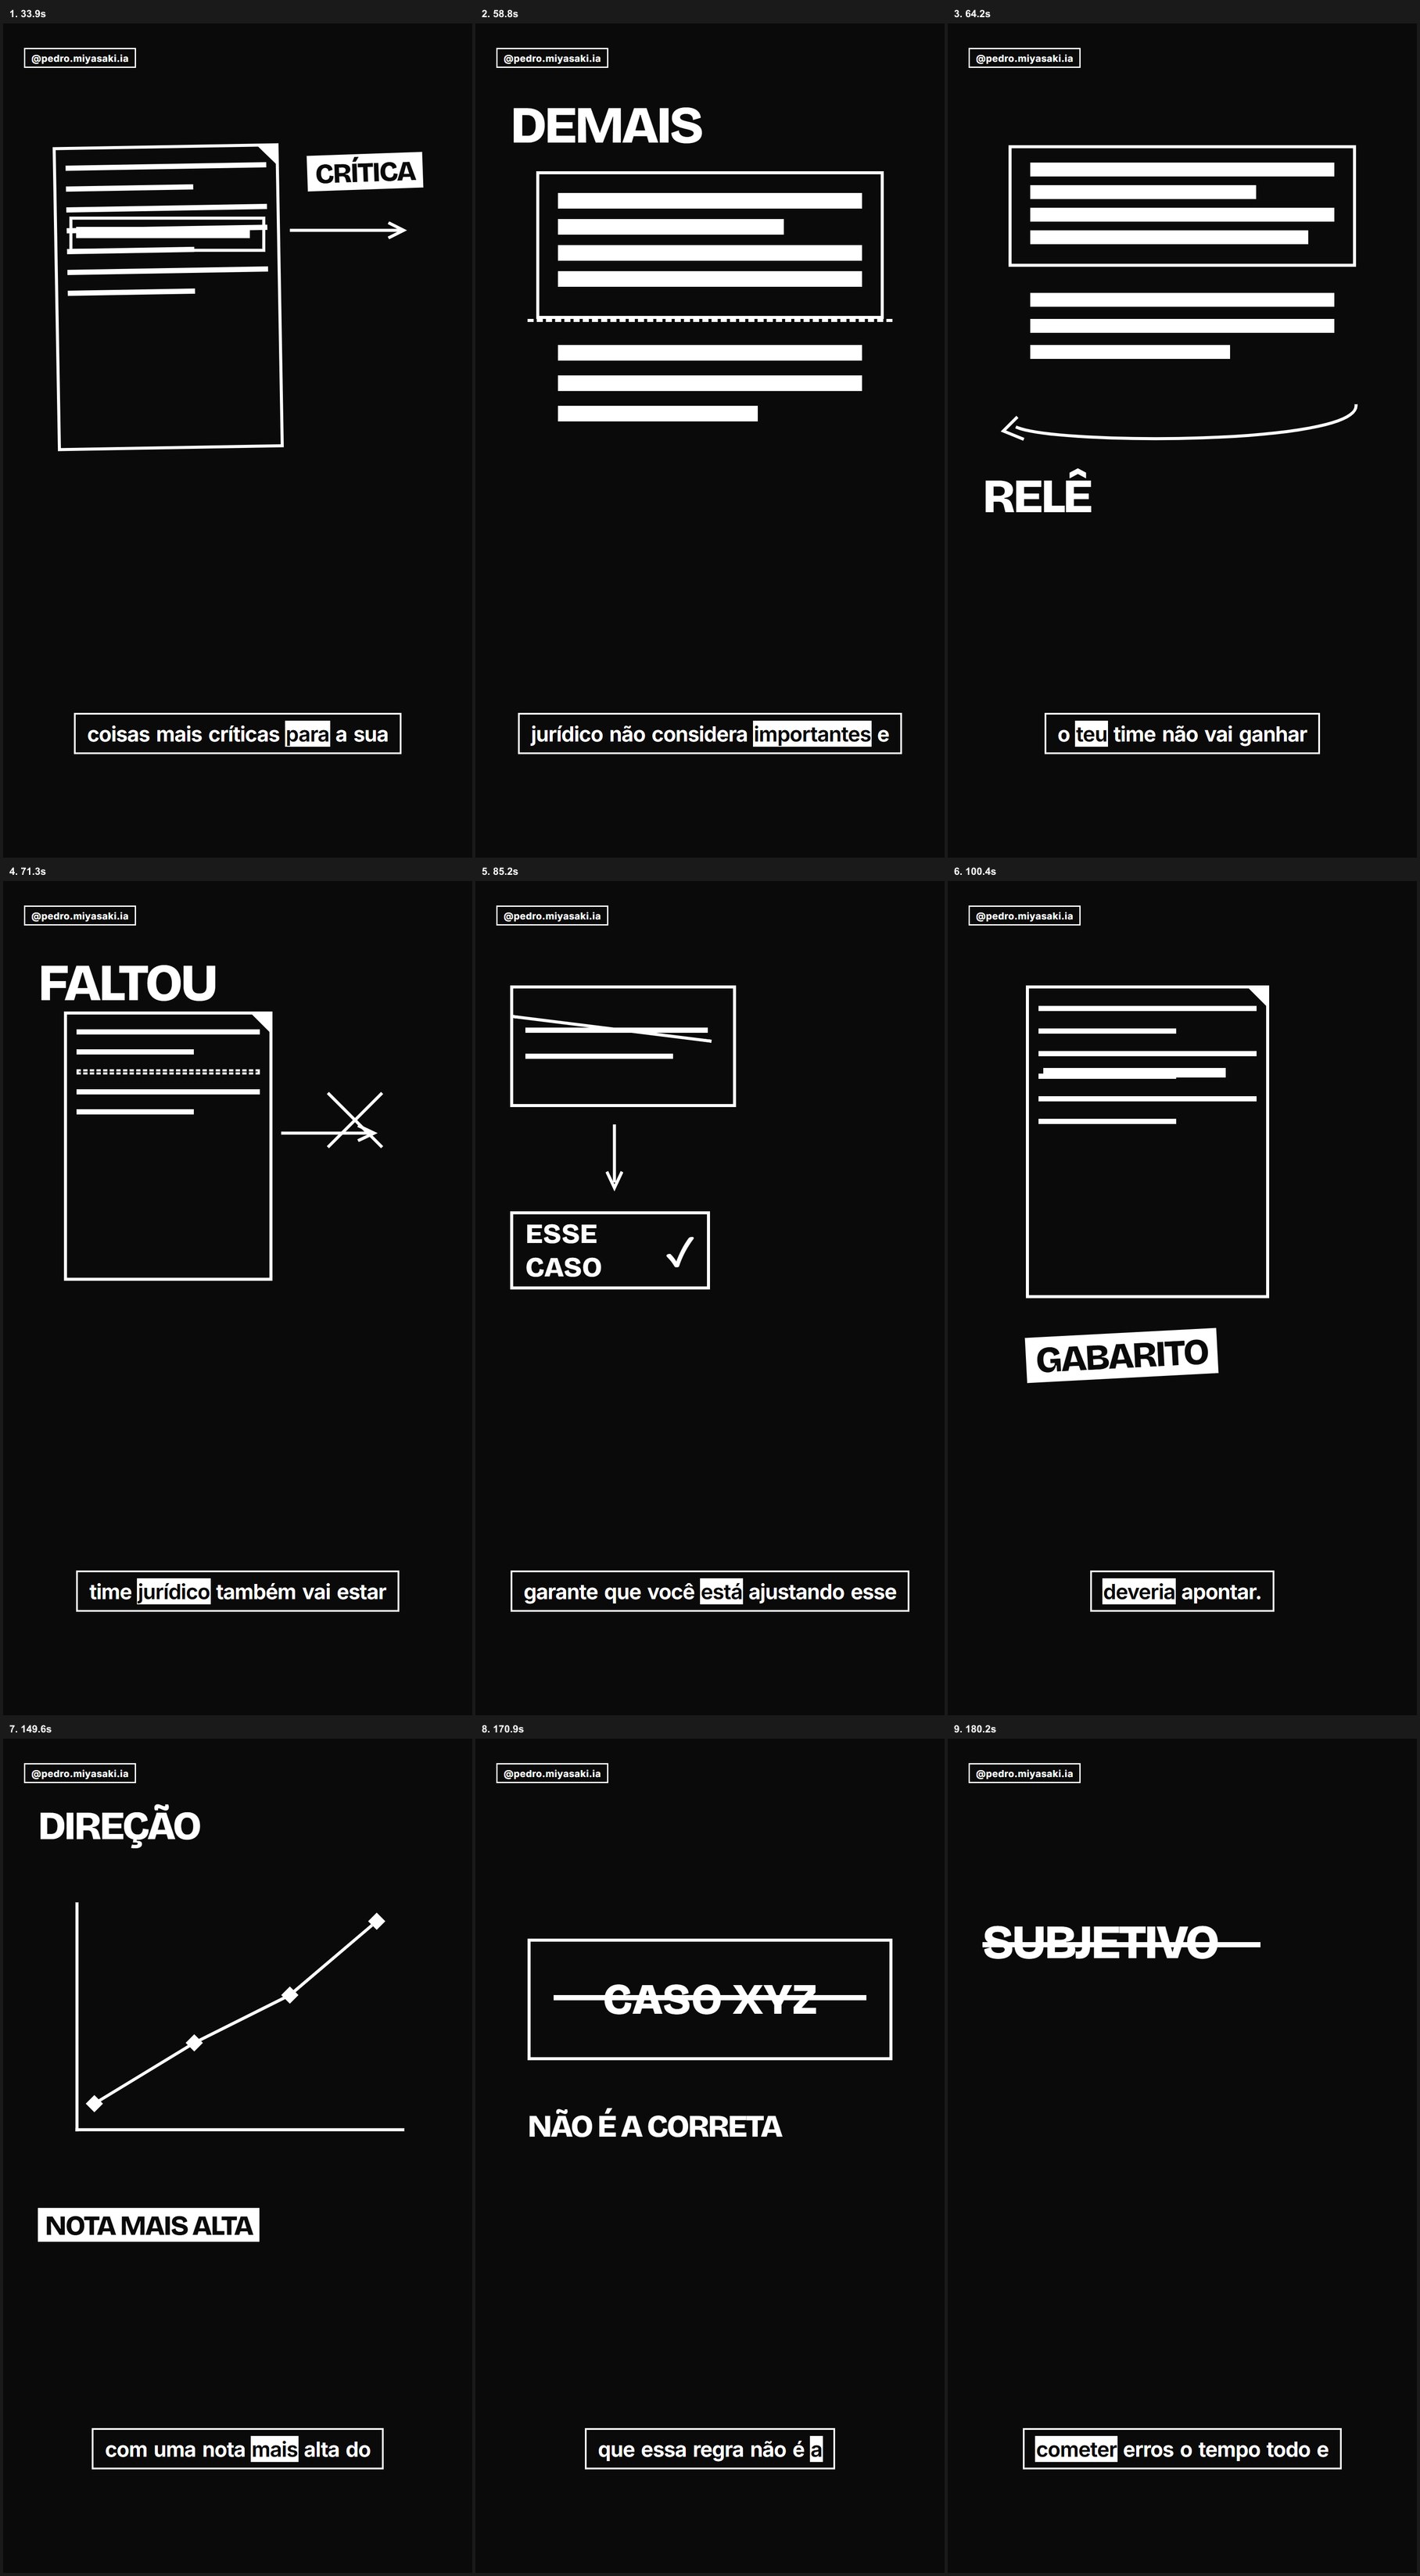 1. 33.9s
@pedro.miyasaki.ia
CRÍTICA
coisas mais críticas para a sua
2. 58.8s
@pedro.miyasaki.ia
DEMAIS
jurídico não considera importantes e
3. 64.2s
@pedro.miyasaki.ia
RELÊ
o teu time não vai ganhar
4. 71.3s
@pedro.miyasaki.ia
FALTOU
time jurídico também vai estar
5. 85.2s
@pedro.miyasaki.ia
ESSE
CASO
garante que você está ajustando esse
6. 100.4s
@pedro.miyasaki.ia
GABARITO
deveria apontar.
7. 149.6s
@pedro.miyasaki.ia
DIREÇÃO
NOTA MAIS ALTA
com uma nota mais alta do
8. 170.9s
@pedro.miyasaki.ia
CASO XYZ
NÃO É A CORRETA
que essa regra não é a
9. 180.2s
@pedro.miyasaki.ia
SUBJETIVO
cometer erros o tempo todo e